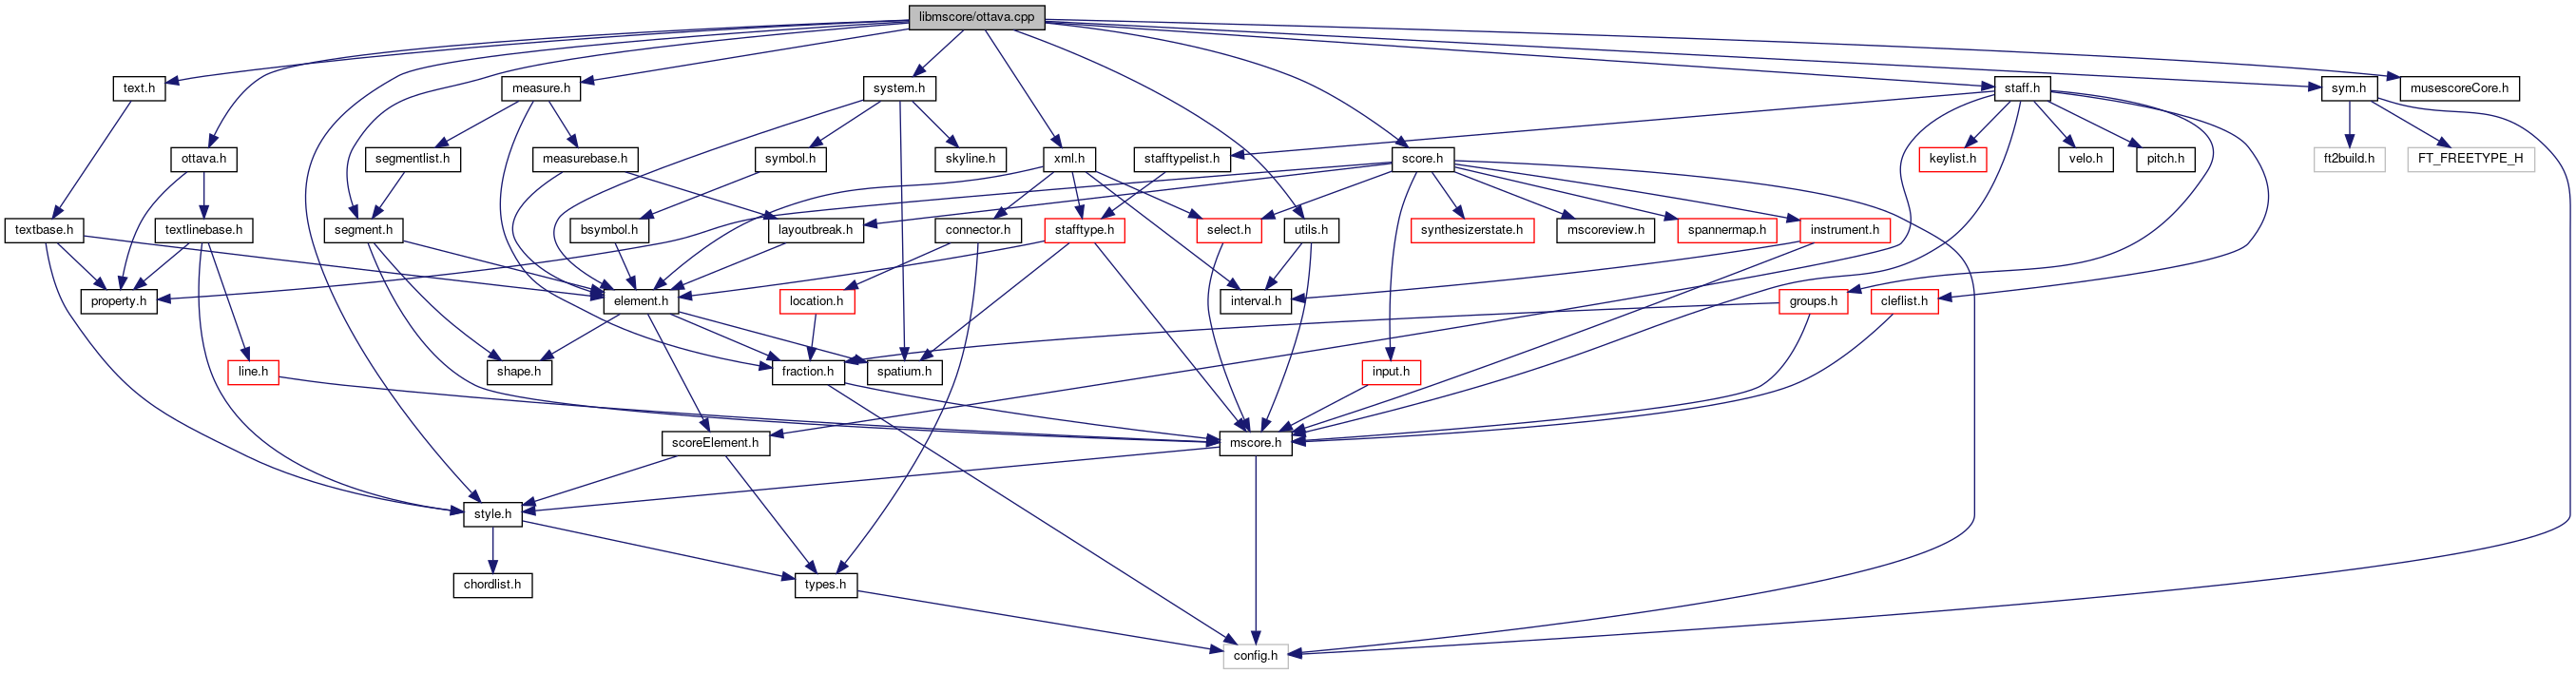 libmscore/ottava.cpp
text.h
measure.h
system.h
staff.h
sym.h
musescoreCore.h
ottava.h
segmentlist.h
measurebase.h
symbol.h
skyline.h
xml.h
stafftypelist.h
score.h
keylist.h
velo.h
pitch.h
ft2build.h
FT_FREETYPE_H
textbase.h
textlinebase.h
segment.h
bsymbol.h
layoutbreak.h
connector.h
stafftype.h
select.h
utils.h
synthesizerstate.h
mscoreview.h
spannermap.h
instrument.h
property.h
element.h
location.h
interval.h
groups.h
cleflist.h
line.h
shape.h
fraction.h
spatium.h
input.h
scoreElement.h
mscore.h
style.h
chordlist.h
types.h
config.h